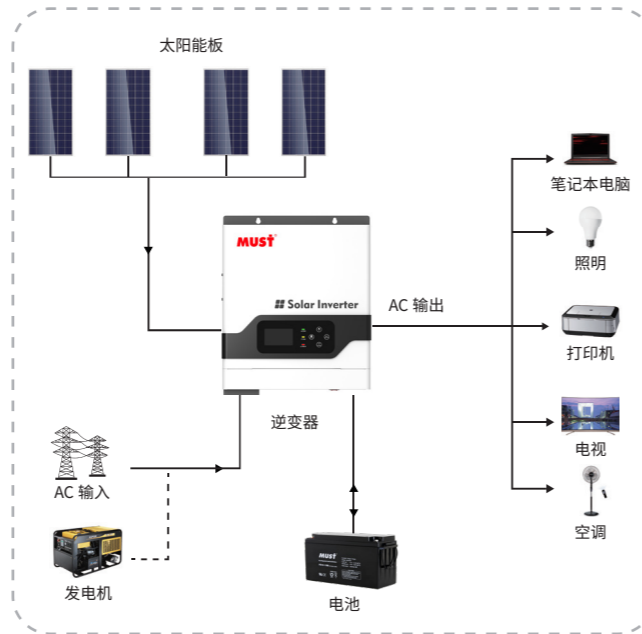 太阳能板
笔记本电脑
MUST
照明
Solar Inverter
AC 输出
打印机
逆变器
电视
AC 输入
空调
MUST
发电机
电池